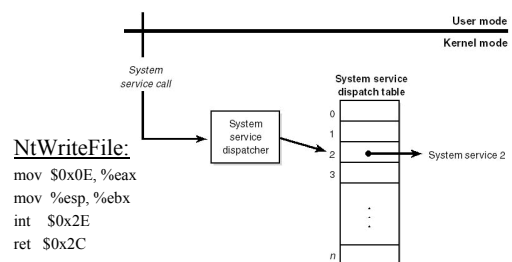 User mode
Kernel mode
System
service call
System service
dispatch table
System
service
dispatcher
0
1
2
3
n
System service 2
NtWriteFile:
mov $0x0E, %eax
mov %esp, %ebx
int $0x2E
ret $0x2C